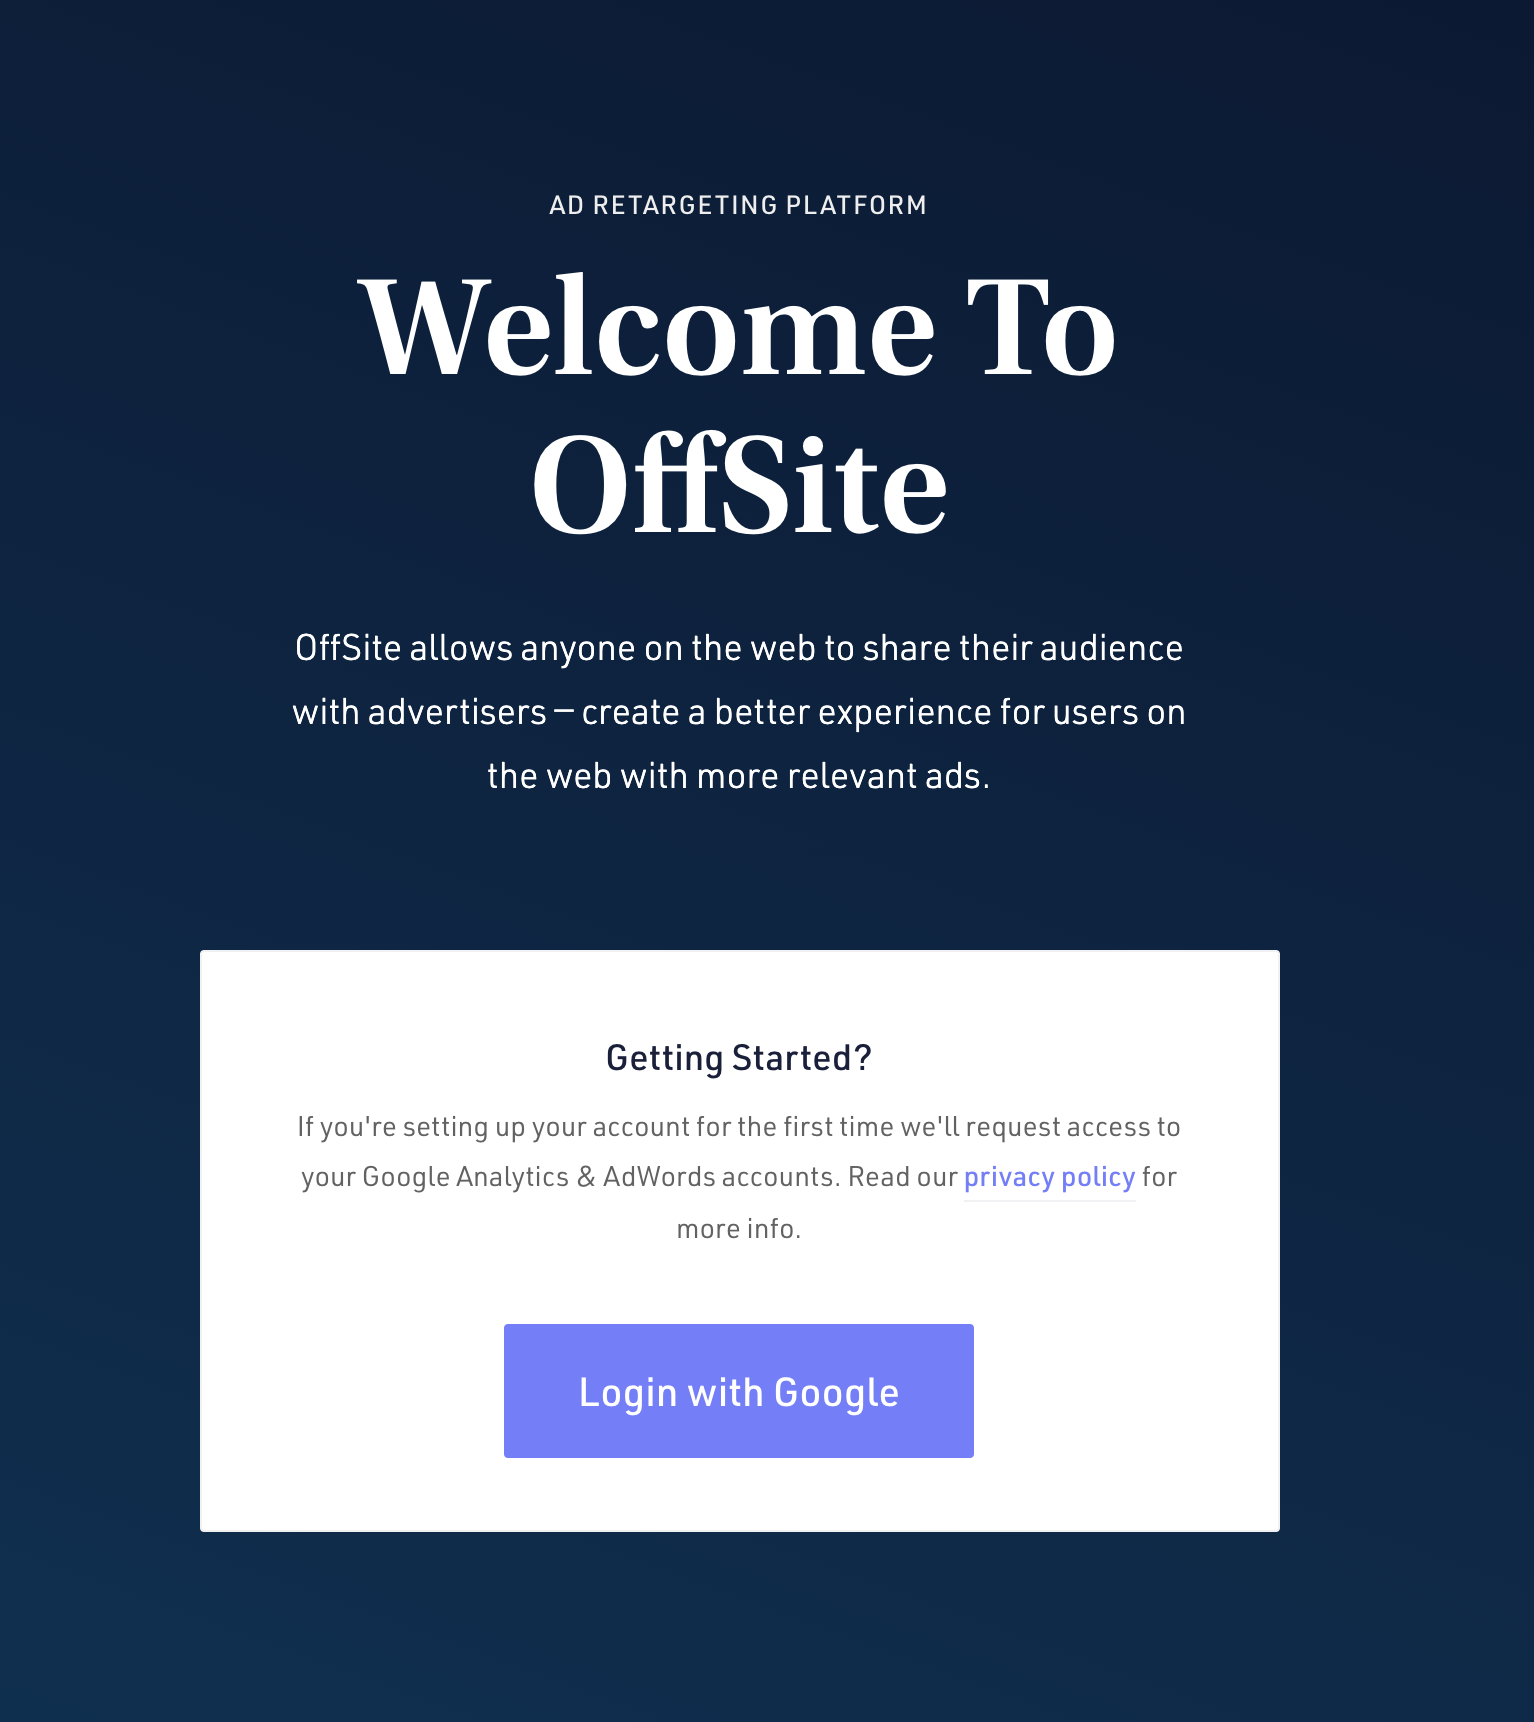 AD RETARGETING PLATFORM
Welcome To
OffSite
OffSite allows anyone on the web to share their audience
with advertisers — create a better experience for users on
the web with more relevant ads.
Getting Started?
If you're setting up your account for the first time we'll request access to
your Google Analytics & AdWords accounts. Read our privacy policy for
more info.
Login with Google